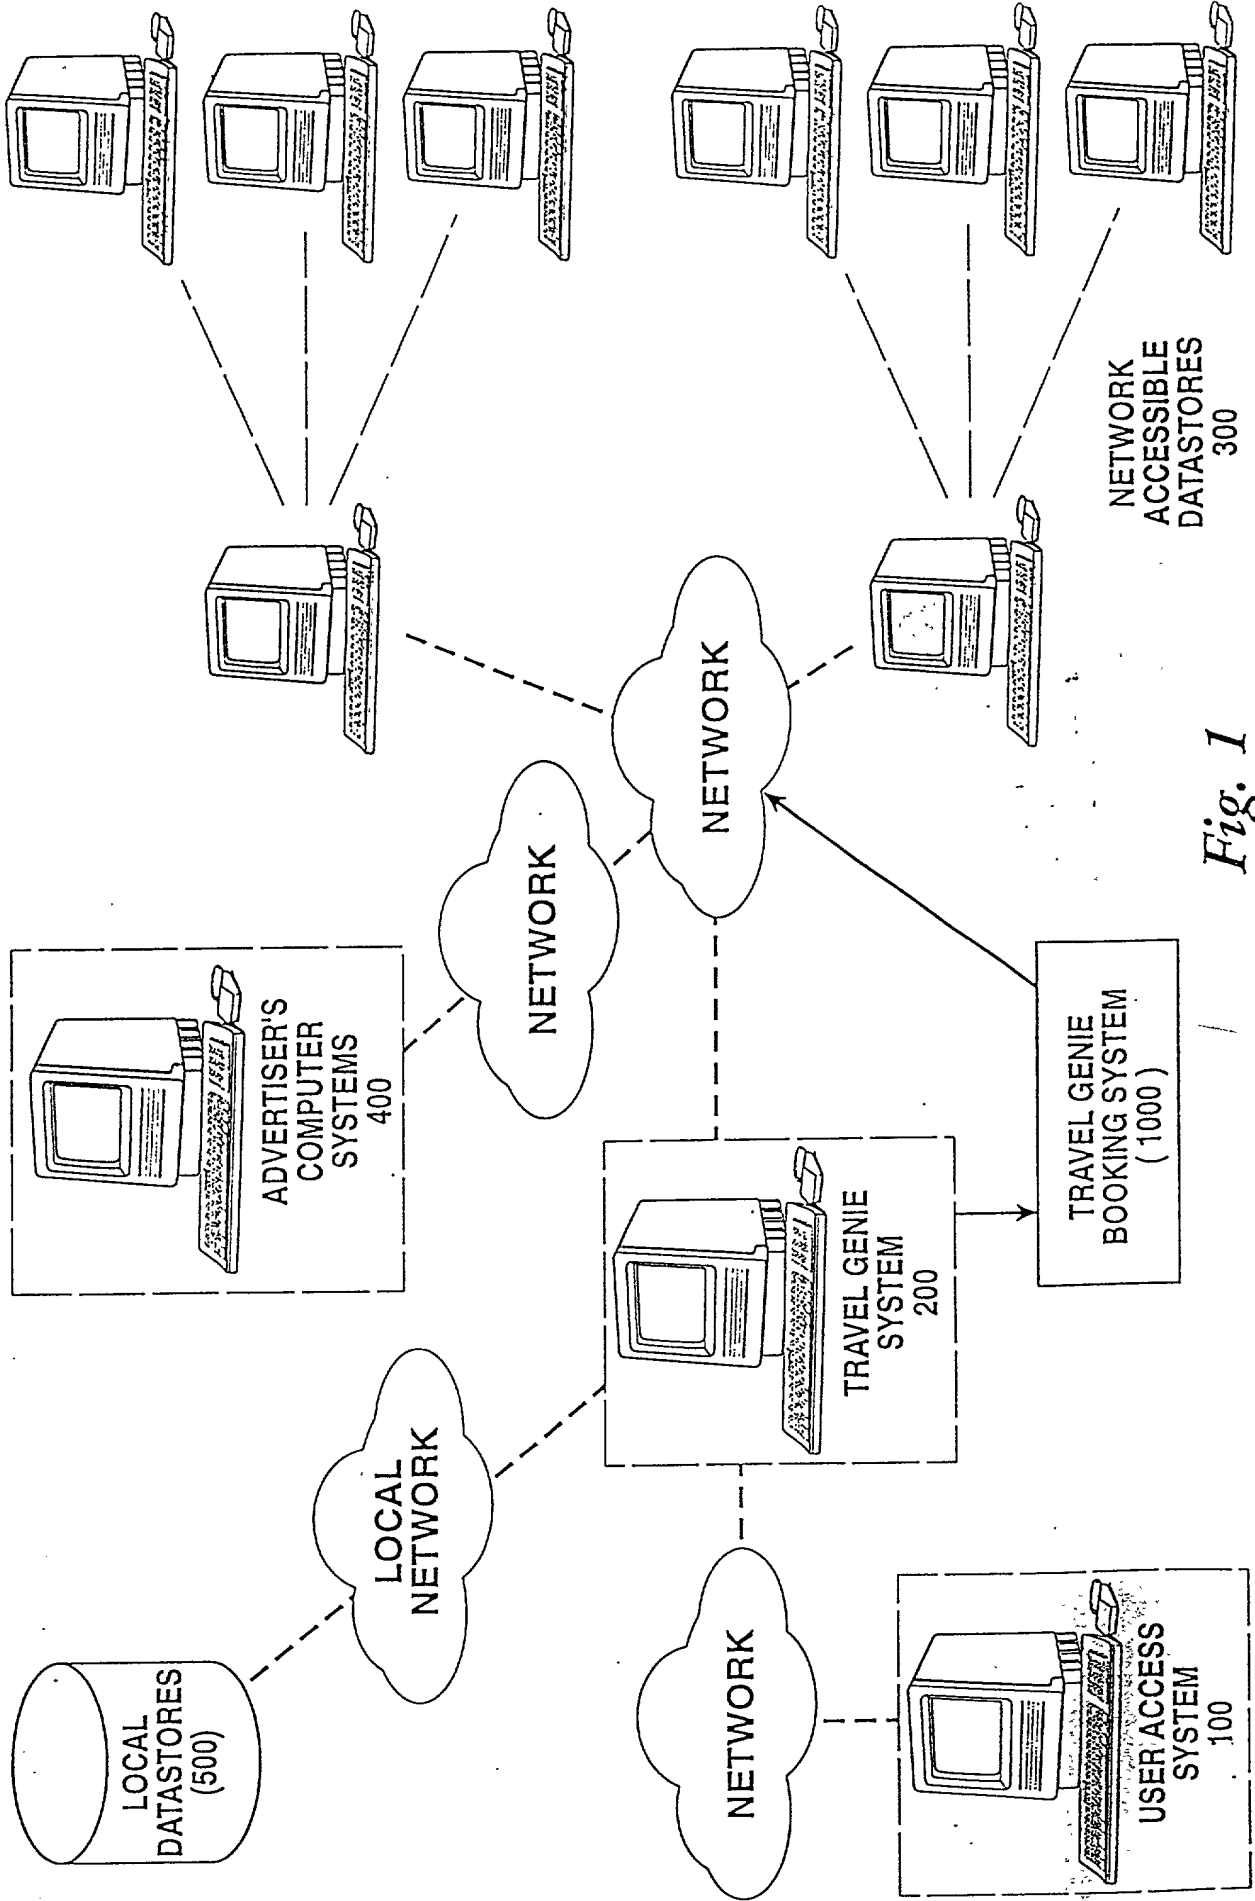 LOCAL
DATASTORES
(500)
LOCAL
NETWORK
ADVERTISER'S
COMPUTER
SYSTEMS
400
NETWORK
NETWORK
NETWORK
USER ACCESS
SYSTEM
100
TRAVEL GENIE
SYSTEM
200
TRAVEL GENIE
BOOKING SYSTEM
(1000)
NETWORK
ACCESSIBLE
DATASTORES
300
Fig. 1